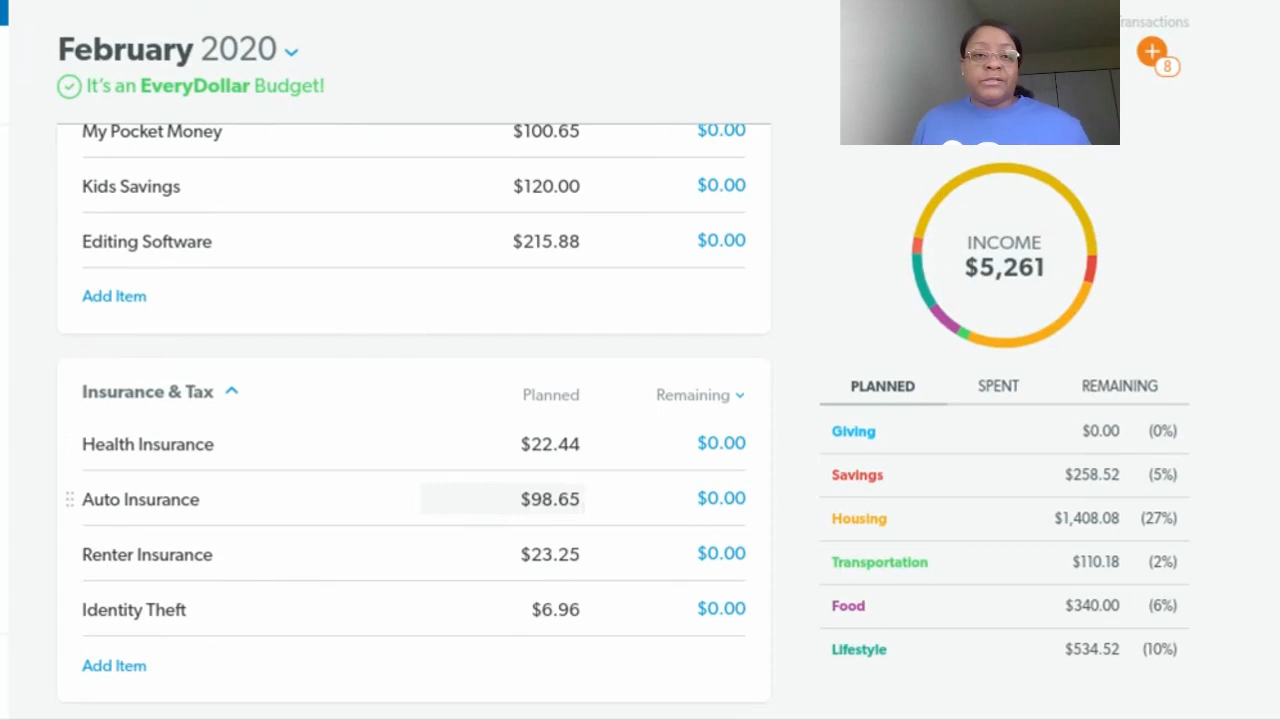 February 2020
It's an EveryDollar Budget!
My Pocket Money $100.65 $0.00
Kids Savings $120.00 $0.00
Editing Software $215.88 $0.00
Add Item
Insurance & Tax Planned Remaining
Health Insurance $22.44 $0.00
Auto Insurance $98.65 $0.00
Renter Insurance $23.25 $0.00
Identity Theft $6.96 $0.00
Add Item
ransactions
8
INCOME
$5,261
PLANNED SPENT REMAINING
Giving $0.00 (0%)
Savings $258.52 (5%)
Housing $1,408.08 (27%)
Transportation $110.18 (2%)
Food $340.00 (6%)
Lifestyle $534.52 (10%)